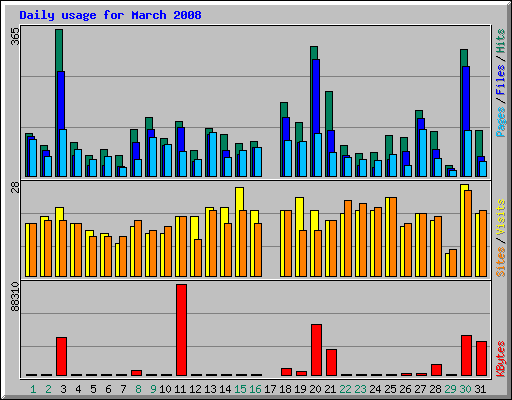 Daily usage for March 2008
365
Pages / Files / Hits
28
Sites / Visits
88310
KBytes
1 2 3 4 5 6 7 8 9 10 11 12 13 14 15 16 17 18 19 20 21 22 23 24 25 26 27 28 29 30 31